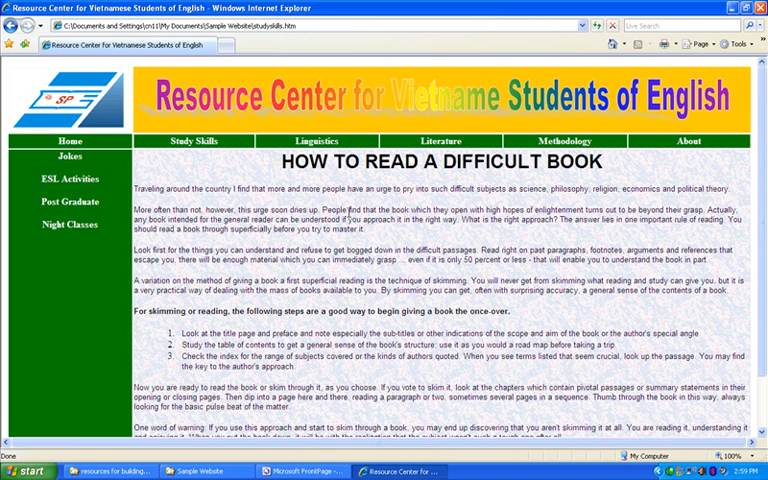 Resource Center for Vietnamese Students of English - Windows Internet Explorer
C:\Documents and Settings\cn11\My Documents\Sample Website\studyskills.htm
Live Search
Resource Center for Vietnamese Students of English
Page
Tools
SP
Resource Center for Vietname Students of English
Home
Study Skills
Linguistics
Literature
Methodology
About
Jokes
ESL Activities
Post Graduate
Night Classes
HOW TO READ A DIFFICULT BOOK
Traveling around the country I find that more and more people have an urge to pry into such difficult subjects as science, philosophy, religion, economics and political theory.
More often than not, however, this urge soon dries up. People find that the book which they open with high hopes of enlightenment turns out to be beyond their grasp. Actually,
any book intended for the general reader can be understood if you approach it in the right way. What is the right approach? The answer lies in one important rule of reading. You
should read a book through superficially before you try to master it.
Look first for the things you can understand and refuse to get bogged down in the difficult passages. Read right on past paragraphs, footnotes, arguments and references that
escape you, there will be enough material which you can immediately grasp ... even if it is only 50 percent or less - that will enable you to understand the book in part.
A variation on the method of giving a book a first superficial reading is the technique of skimming. You will never get from skimming what reading and study can give you, but it is
a very practical way of dealing with the mass of books available to you. By skimming you can get, often with surprising accuracy, a general sense of the contents of a book.
For skimming or reading, the following steps are a good way to begin giving a book the once-over.
1. Look at the title page and preface and note especially the sub-titles or other indications of the scope and aim of the book or the author's special angle.
2. Study the table of contents to get a general sense of the book's structure; use it as you would a road map before taking a trip.
3. Check the index for the range of subjects covered or the kinds of authors quoted. When you see terms listed that seem crucial, look up the passage. You may find
the key to the author's approach.
Now you are ready to read the book or skim through it, as you choose. If you vote to skim it, look at the chapters which contain pivotal passages or summary statements in their
opening or closing pages. Then dip into a page here and there, reading a paragraph or two, sometimes several pages in a sequence. Thumb through the book in this way, always
looking for the basic pulse beat of the matter.
One word of warning: If you use this approach and start to skim through a book, you may end up discovering that you aren't skimming it at all. You are reading it, understanding it
Done
My Computer
100%
start
resources for building...
Sample Website
Microsoft FrontPage -...
Resource Center for ...
2:59 PM